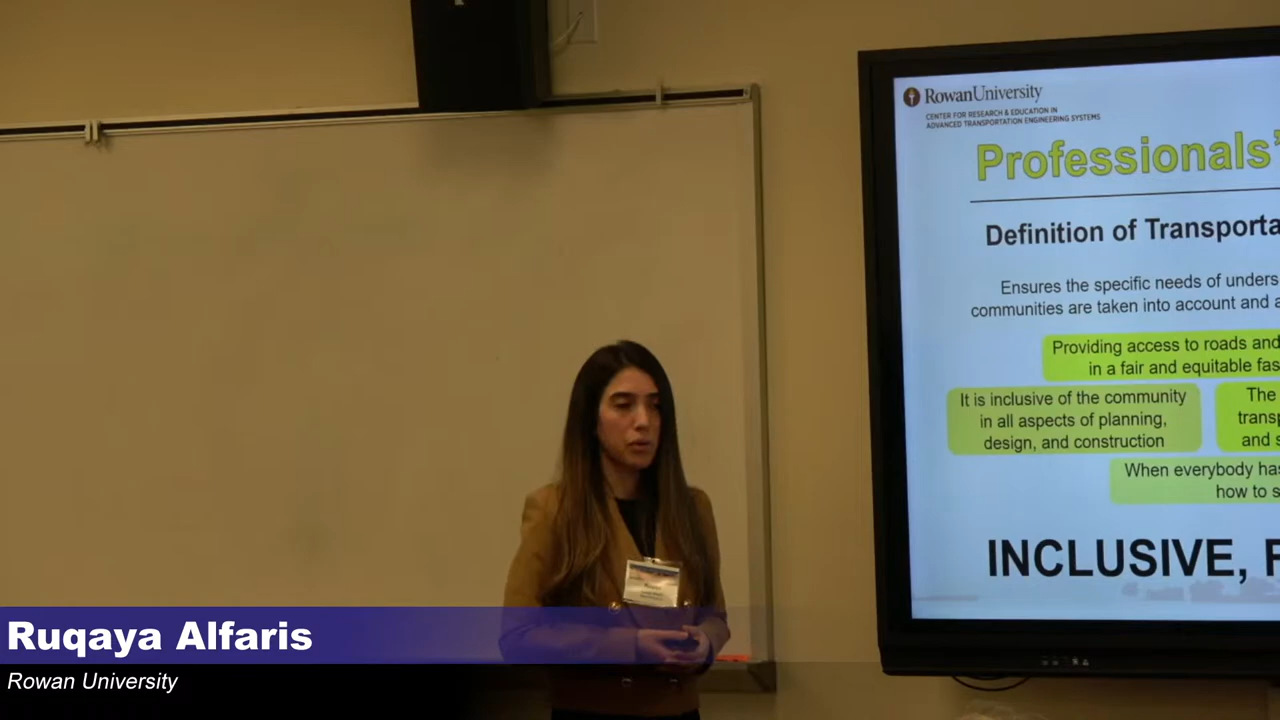 RowanUniversity
CENTER FOR RESEARCH & EDUCATION IN
ADVANCED TRANSPORTATION ENGINEERING SYSTEMS
Professionals'
Definition of Transporta
Ensures the specific needs of unders
communities are taken into account and a
Providing access to roads and
in a fair and equitable fas
It is inclusive of the community
in all aspects of planning,
design, and construction
The
transp
and s
When everybody has
how to s
INCLUSIVE, F
Ruqaya Alfaris
Rowan University